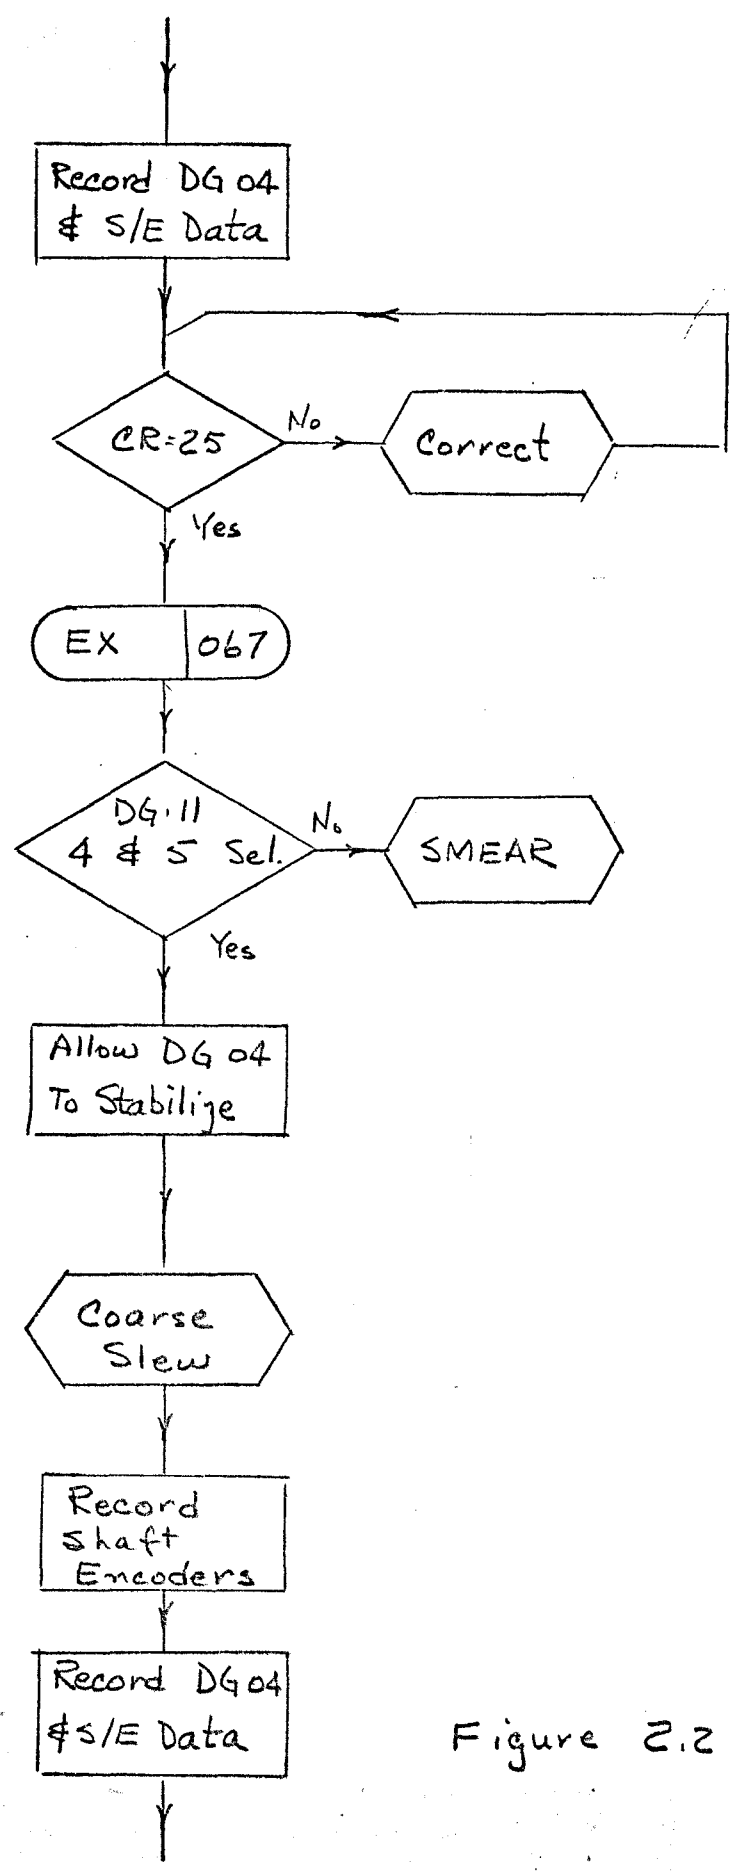 Record DG 04
& S/E Data
CR=25
No
Correct
Yes
EX 067
DG.11
4 & 5 Sel.
No
SMEAR
Yes
Allow DG 04
To Stabilize
Coarse
Slew
Record
Shaft
Encoders
Record DG 04
& S/E Data
Figure 2.2